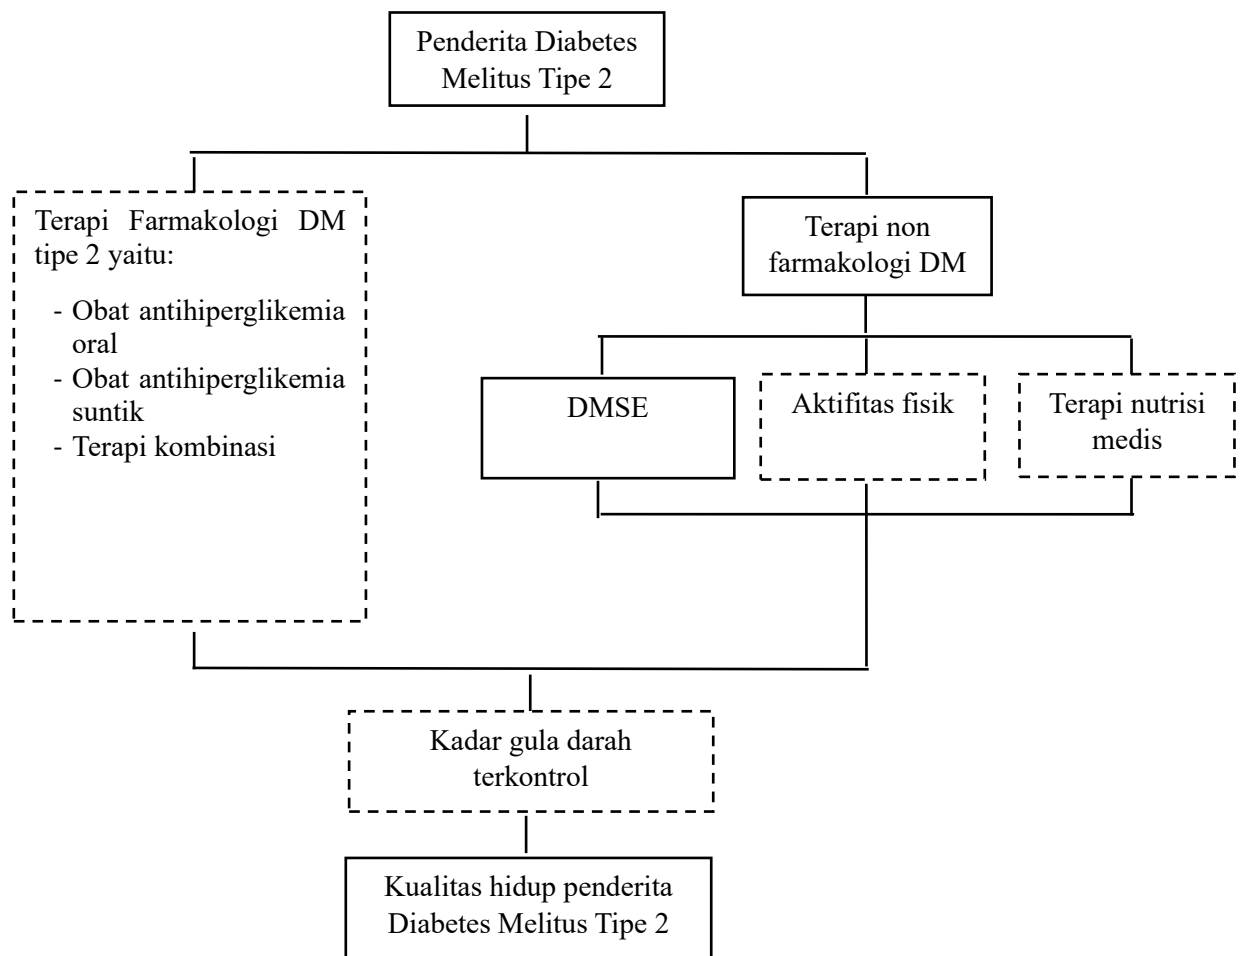 Penderita Diabetes
Melitus Tipe 2
Terapi Farmakologi DM
tipe 2 yaitu:
- Obat antihiperglikemia
oral
- Obat antihiperglikemia
suntik
- Terapi kombinasi
Terapi non
farmakologi DM
DMSE
Aktifitas fisik
Terapi nutrisi
medis
Kadar gula darah
terkontrol
Kualitas hidup penderita
Diabetes Melitus Tipe 2